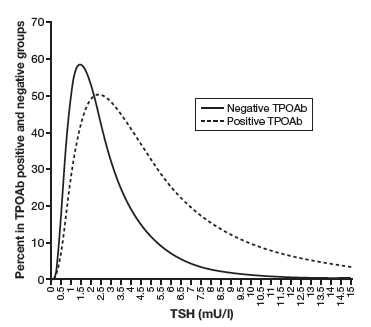 Percent in TPOAb positive and negative groups
70
60
50
40
30
20
10
0
Negative TPOAb
Positive TPOAb
0 0.5 1 1.5 2 2.5 3 3.5 4 4.5 5 5.5 6 6.5 7 7.5 8 8.5 9 9.5 10 10.5 11 11.5 12 12.5 13 13.5 14 14.5 15
TSH (mU/l)